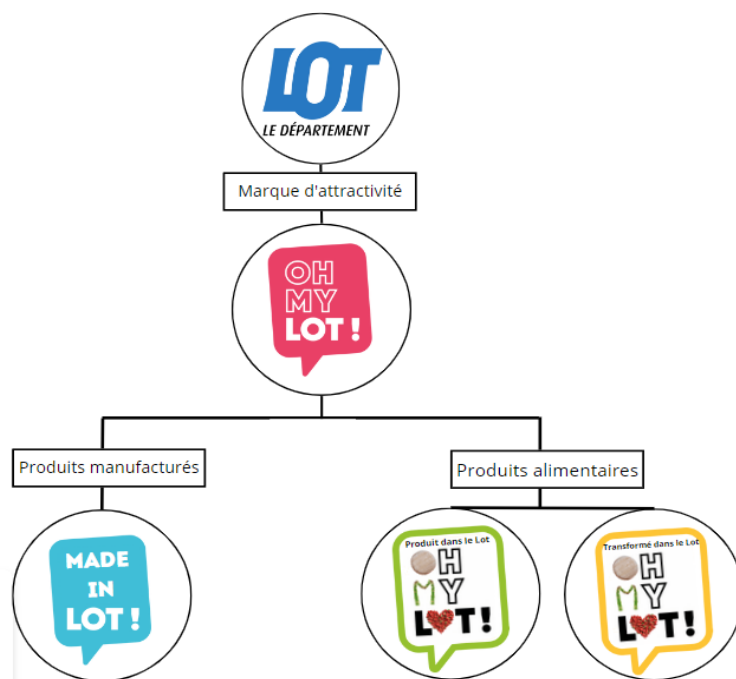 LOT
LE DÉPARTEMENT
Marque d'attractivité
OH
MY
LOT !
Produits manufacturés
Produits alimentaires
MADE
IN
LOT !
Produit dans le Lot
OH
MY
LOT!
Transformé dans le Lot
OH
MY
LOT!